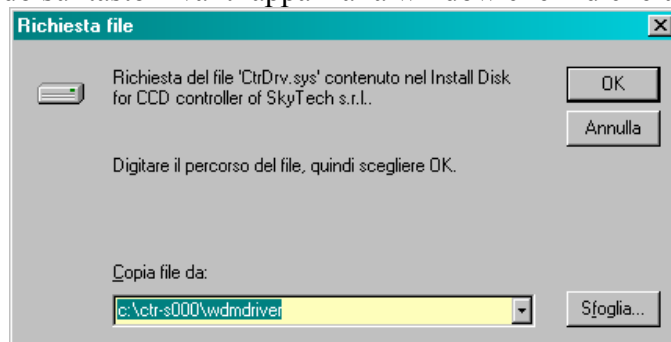 Richiesta file
Richiesta del file 'CtrDrv.sys' contenuto nel Install Disk
for CCD controller of SkyTech s.r.l..
OK
Annulla
Digitare il percorso del file, quindi scegliere OK.
Copia file da:
c:\ctr-s000\wdmdriver
Sfoglia...